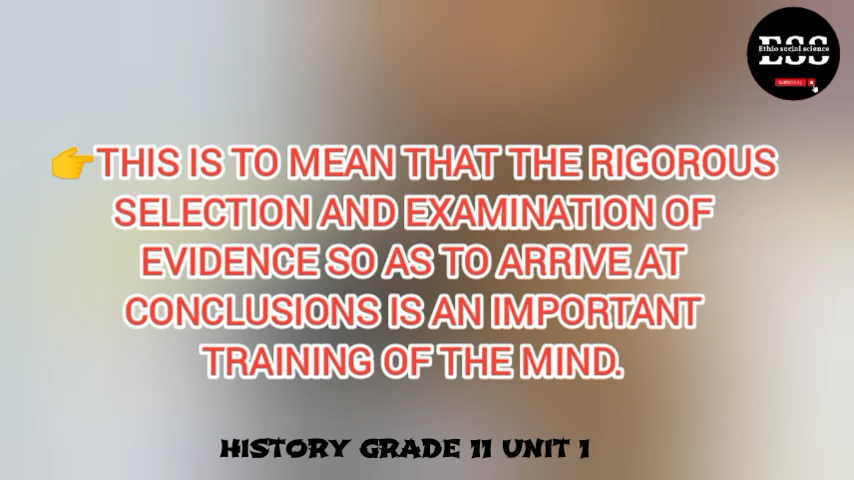 ESS
Ethio social science
SUBSCRIBE
👉THIS IS TO MEAN THAT THE RIGOROUS
SELECTION AND EXAMINATION OF
EVIDENCE SO AS TO ARRIVE AT
CONCLUSIONS IS AN IMPORTANT
TRAINING OF THE MIND.
HISTORY GRADE 11 UNIT 1